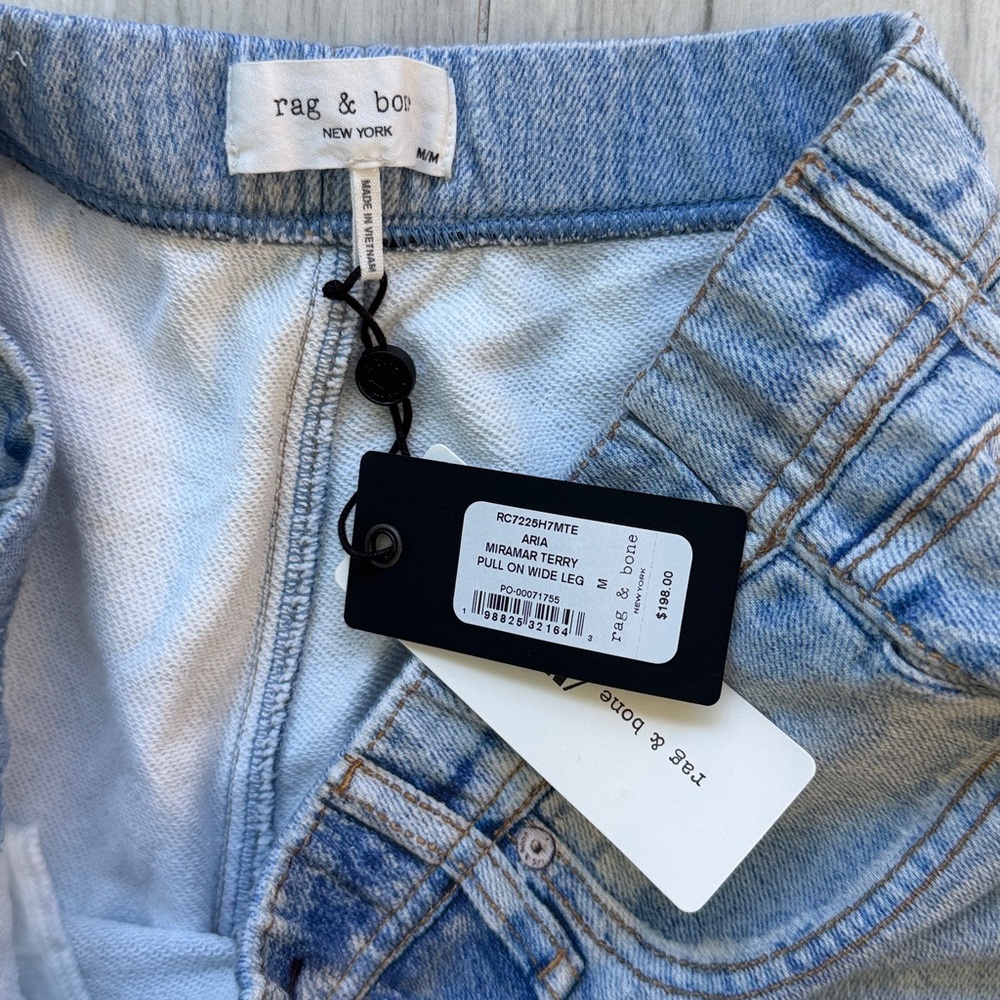 rag & bon
NEW YORK
M/M
MADE IN VIETNAM
RC7225H7MTE
ARIA
MIRAMAR TERRY
PULL ON WIDE LEG
M
PO-00071755
1 98825 32164 3
rag & bone
NEW YORK
$198.00
rag & bone